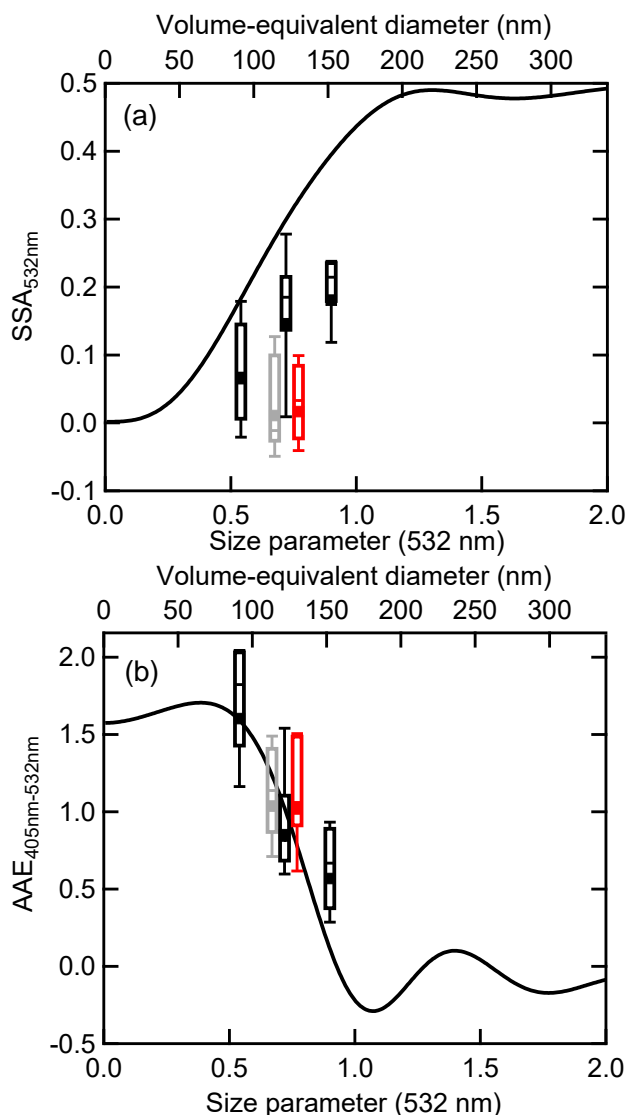 Volume-equivalent diameter (nm)
0 50 100 150 200 250 300
(a)
0.5
0.4
0.3
0.2
0.1
0.0
-0.1
SSA532nm
0.0 0.5 1.0 1.5 2.0
Size parameter (532 nm)
Volume-equivalent diameter (nm)
0 50 100 150 200 250 300
(b)
2.0
1.5
1.0
0.5
0.0
-0.5
AAE405nm-532nm
0.0 0.5 1.0 1.5 2.0
Size parameter (532 nm)